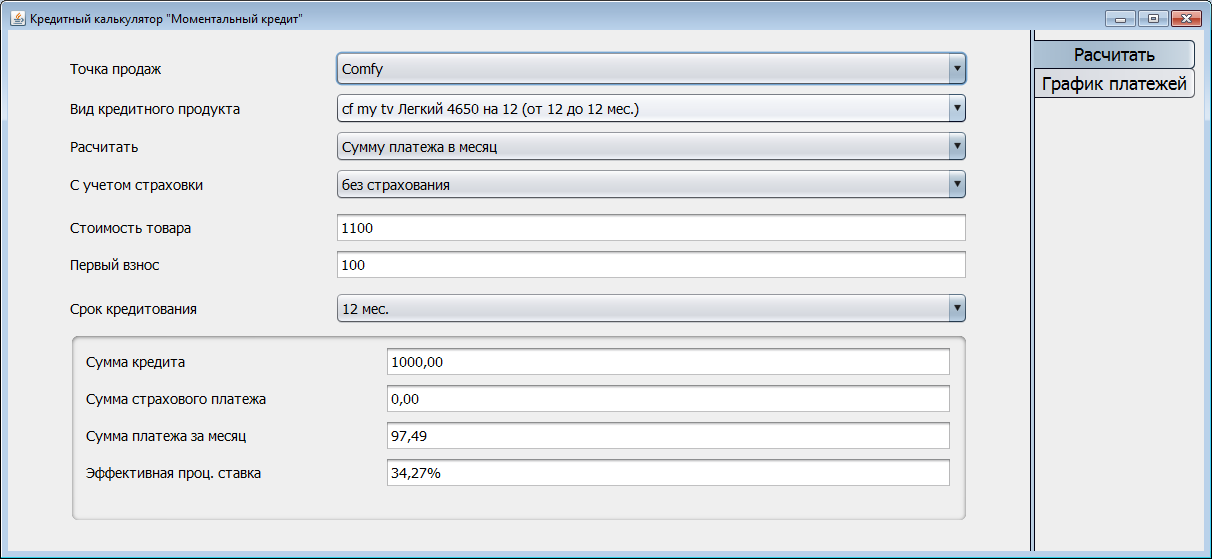 Кредитный калькулятор "Моментальный кредит"
Расчитать
График платежей
Точка продаж Comfy
Вид кредитного продукта cf my tv Легкий 4650 на 12 (от 12 до 12 мес.)
Расчитать Сумму платежа в месяц
С учетом страховки без страхования
Стоимость товара 1100
Первый взнос 100
Срок кредитования 12 мес.
Сумма кредита 1000,00
Сумма страхового платежа 0,00
Сумма платежа за месяц 97,49
Эффективная проц. ставка 34,27%